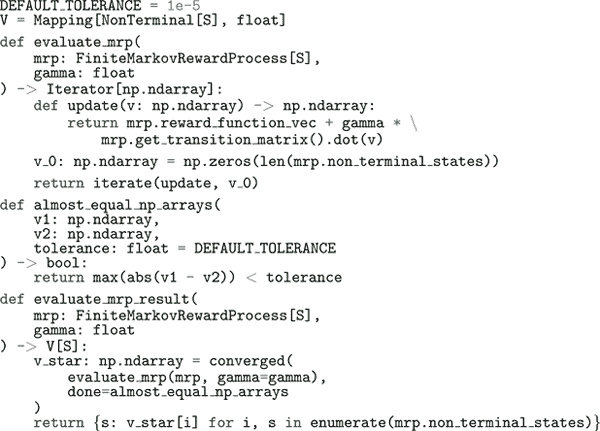 DEFAULT_TOLERANCE = 1e-5
V = Mapping[NonTerminal[S], float]
def evaluate_mrp(
    mrp: FiniteMarkovRewardProcess[S],
    gamma: float
) -> Iterator[np.ndarray]:
    def update(v: np.ndarray) -> np.ndarray:
        return mrp.reward_function_vec + gamma * \
            mrp.get_transition_matrix().dot(v)
    v_0: np.ndarray = np.zeros(len(mrp.non_terminal_states))
    return iterate(update, v_0)
def almost_equal_np_arrays(
    v1: np.ndarray,
    v2: np.ndarray,
    tolerance: float = DEFAULT_TOLERANCE
) -> bool:
    return max(abs(v1 - v2)) < tolerance
def evaluate_mrp_result(
    mrp: FiniteMarkovRewardProcess[S],
    gamma: float
) -> V[S]:
    v_star: np.ndarray = converged(
        evaluate_mrp(mrp, gamma=gamma),
        done=almost_equal_np_arrays
    )
    return {s: v_star[i] for i, s in enumerate(mrp.non_terminal_states)}